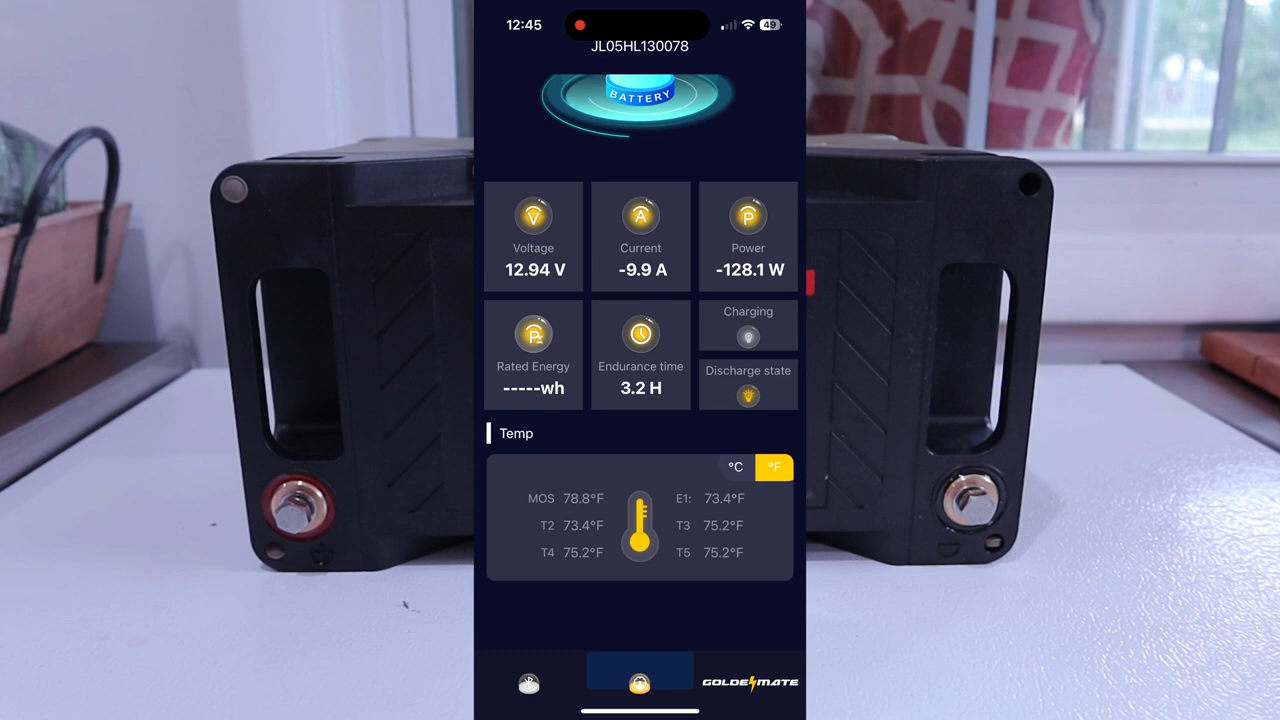 12:45 49
JL05HL130078
BATTERY
V A P
Voltage Current Power
12.94 V -9.9 A -128.1 W
Charging
P±
Rated Energy Endurance time Discharge state
-----wh 3.2 H
Temp
°C °F
MOS 78.8°F E1: 73.4°F
T2 73.4°F T3 75.2°F
T4 75.2°F T5 75.2°F
GOLDENMATE